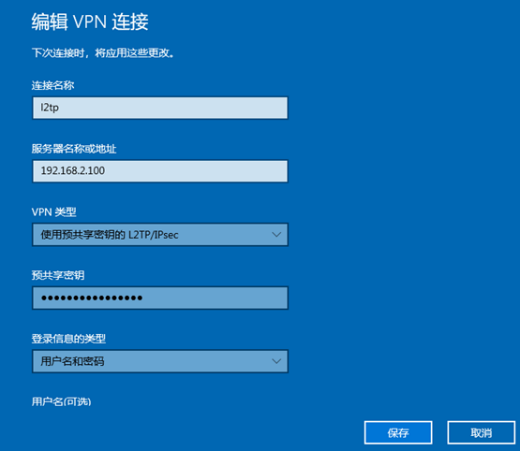 编辑 VPN 连接
下次连接时，将应用这些更改。
连接名称
l2tp
服务器名称或地址
192.168.2.100
VPN 类型
使用预共享密钥的 L2TP/IPsec
预共享密钥
●●●●●●●●●●●●●●●●
登录信息的类型
用户名和密码
用户名(可选)
保存
取消